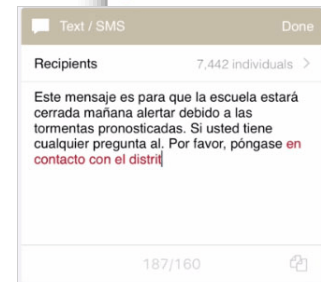 Text / SMS
Done
Recipients
7,442 individuals
Este mensaje es para que la escuela estará
cerrada mañana alertar debido a las
tormentas pronosticadas. Si usted tiene
cualquier pregunta al. Por favor, póngase en
contacto con el distrit
187/160